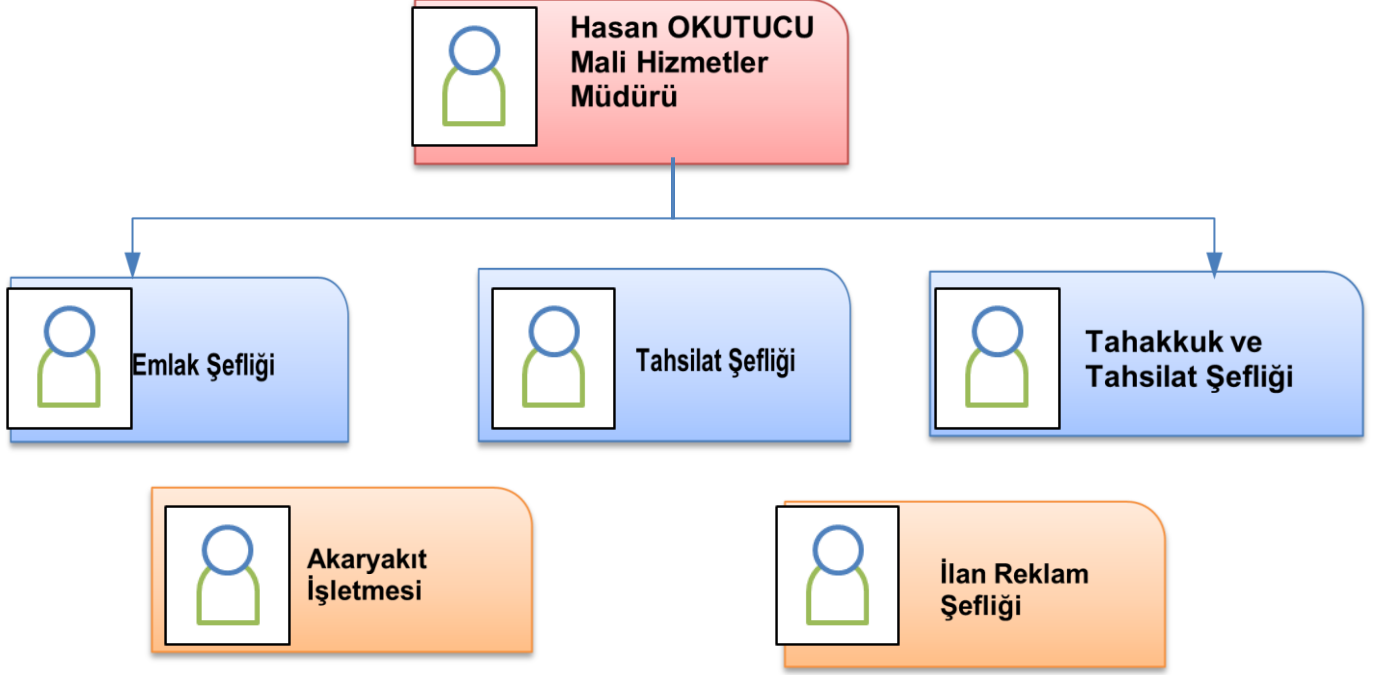 Hasan OKUTUCU
Mali Hizmetler
Müdürü
Emlak Şefliği
Tahsilat Şefliği
Tahakkuk ve
Tahsilat Şefliği
Akaryakıt
İşletmesi
İlan Reklam
Şefliği